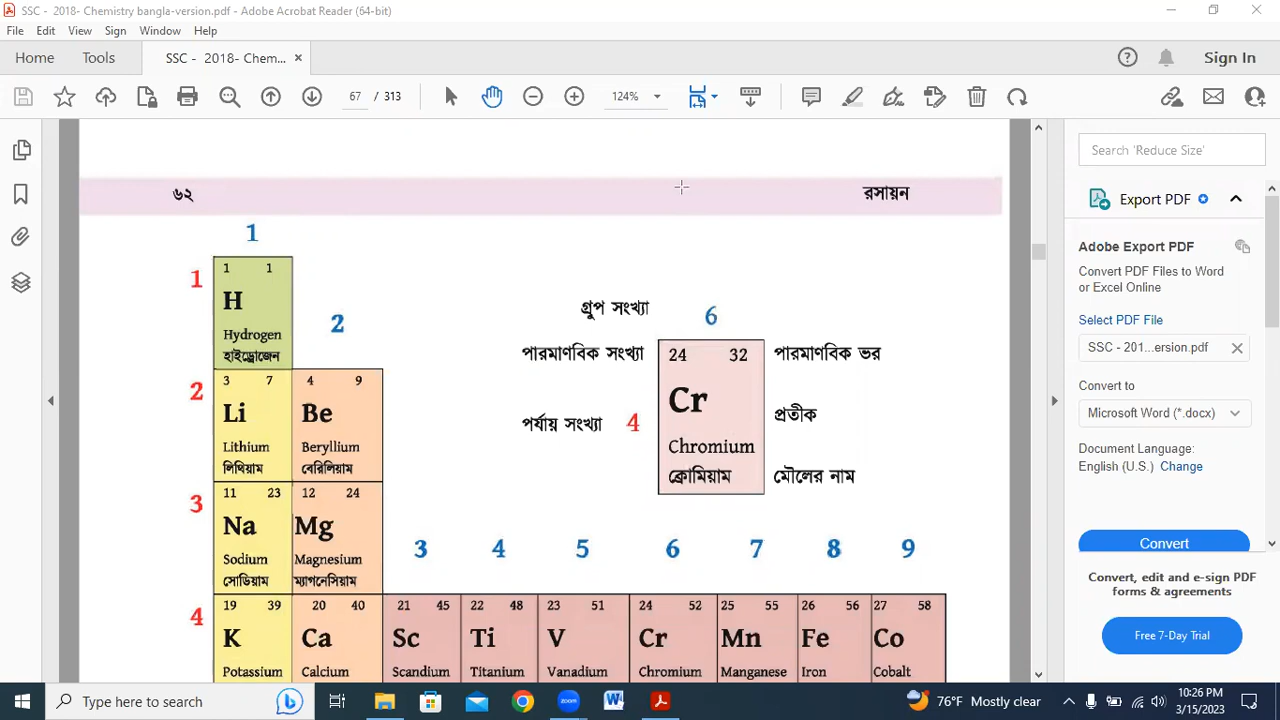 SSC - 2018- Chemistry bangla-version.pdf - Adobe Acrobat Reader (64-bit)
File Edit View Sign Window Help
Home Tools SSC - 2018- Chem... × Sign In
67 / 313 124%
৬২ রসায়ন
1
1 1 1
H
Hydrogen
হাইড্রোজেন
2
গ্রুপ সংখ্যা 6
পারমাণবিক সংখ্যা 24 32 পারমাণবিক ভর
Cr প্রতীক
পর্যায় সংখ্যা 4
Chromium
ক্রোমিয়াম মৌলের নাম
2 3 7 4 9
Li Be
Lithium Beryllium
লিথিয়াম বেরিলিয়াম
3 11 23 12 24
Na Mg
Sodium Magnesium
সোডিয়াম ম্যাগনেসিয়াম
3 4 5 6 7 8 9
4 19 39 20 40 21 45 22 48 23 51 24 52 25 55 26 56 27 58
K Ca Sc Ti V Cr Mn Fe Co
Potassium Calcium Scandium Titanium Vanadium Chromium Manganese Iron Cobalt
Search 'Reduce Size'
Export PDF
Adobe Export PDF
Convert PDF Files to Word
or Excel Online
Select PDF File
SSC - 201...ersion.pdf
Convert to
Microsoft Word (*.docx)
Document Language:
English (U.S.) Change
Convert
Convert, edit and e-sign PDF
forms & agreements
Free 7-Day Trial
Type here to search
76°F Mostly clear
10:26 PM
3/15/2023